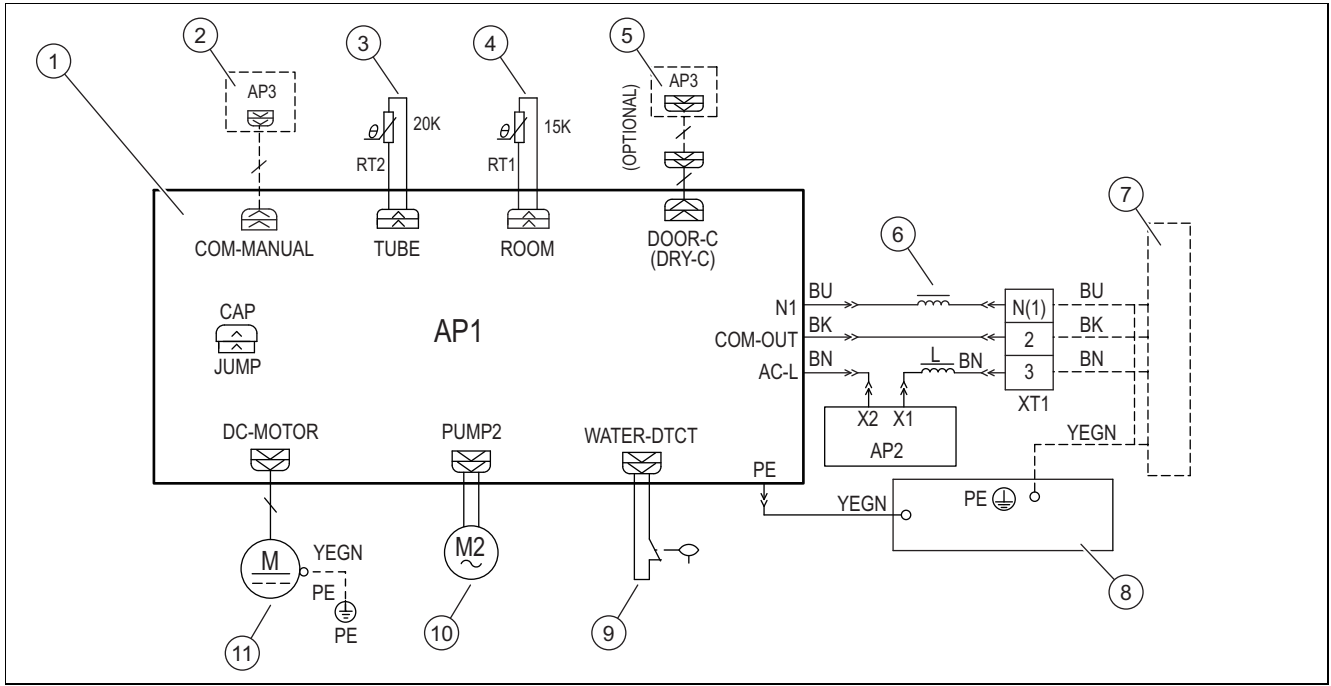 2
3
4
5
1
AP3
AP3
(OPTIONAL)
θ
20K
θ
15K
RT2
RT1
7
COM-MANUAL
TUBE
ROOM
DOOR-C
(DRY-C)
6
N1
BU
N(1)
BU
CAP
AP1
COM-OUT
BK
2
BK
JUMP
AC-L
BN
L
BN
3
BN
XT1
X2
X1
AP2
YEGN
DC-MOTOR
PUMP2
WATER-DTCT
PE
YEGN
PE
M
YEGN
PE
PE
M2
8
11
10
9